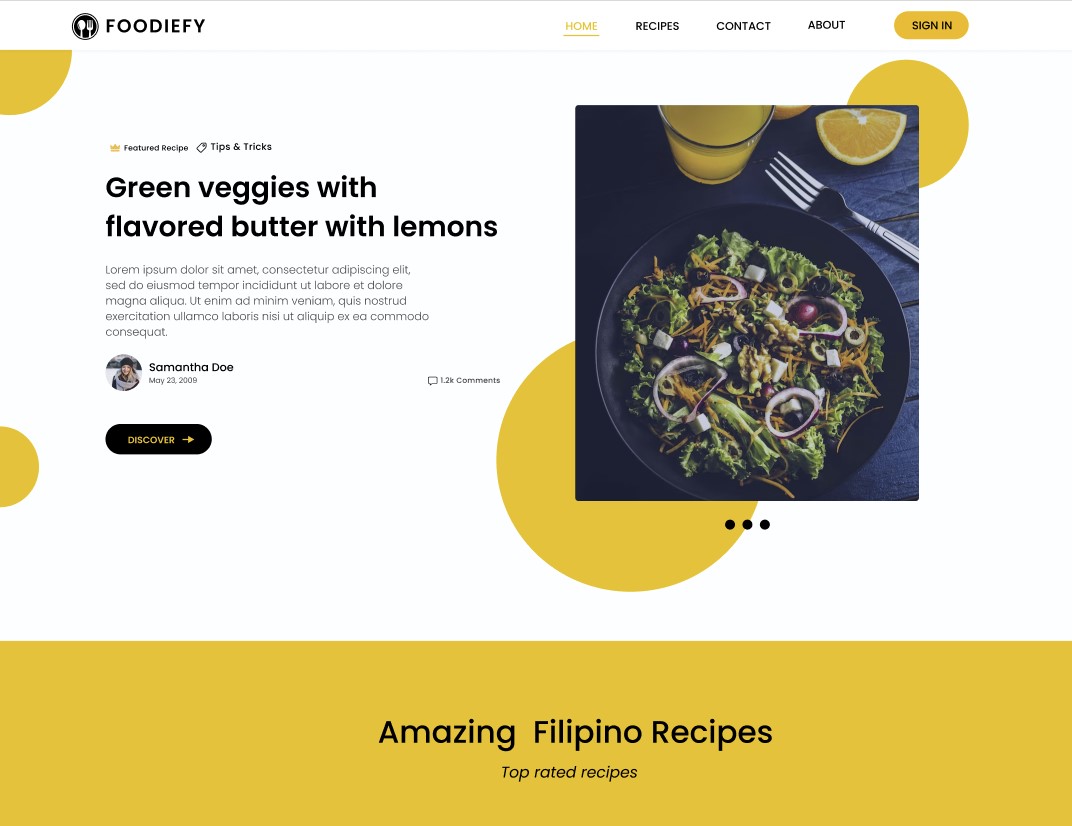 FOODIEFY
HOME RECIPES CONTACT ABOUT SIGN IN
Featured Recipe Tips & Tricks
Green veggies with
flavored butter with lemons
Lorem ipsum dolor sit amet, consectetur adipiscing elit,
sed do eiusmod tempor incididunt ut labore et dolore
magna aliqua. Ut enim ad minim veniam, quis nostrud
exercitation ullamco laboris nisi ut aliquip ex ea commodo
consequat.
Samantha Doe
May 23, 2009
1.2k Comments
DISCOVER
Amazing Filipino Recipes
Top rated recipes